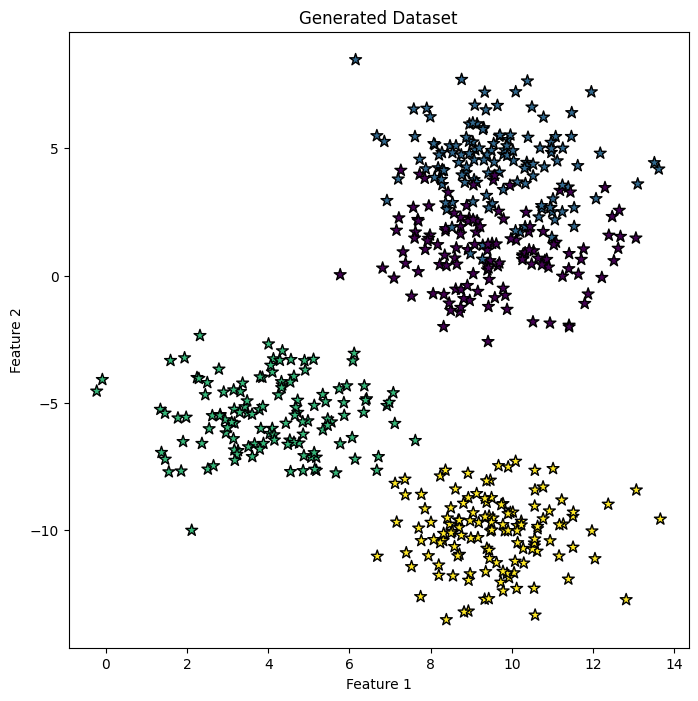 Generated Dataset
Feature 2
5
0
−5
−10
0 2 4 6 8 10 12 14
Feature 1